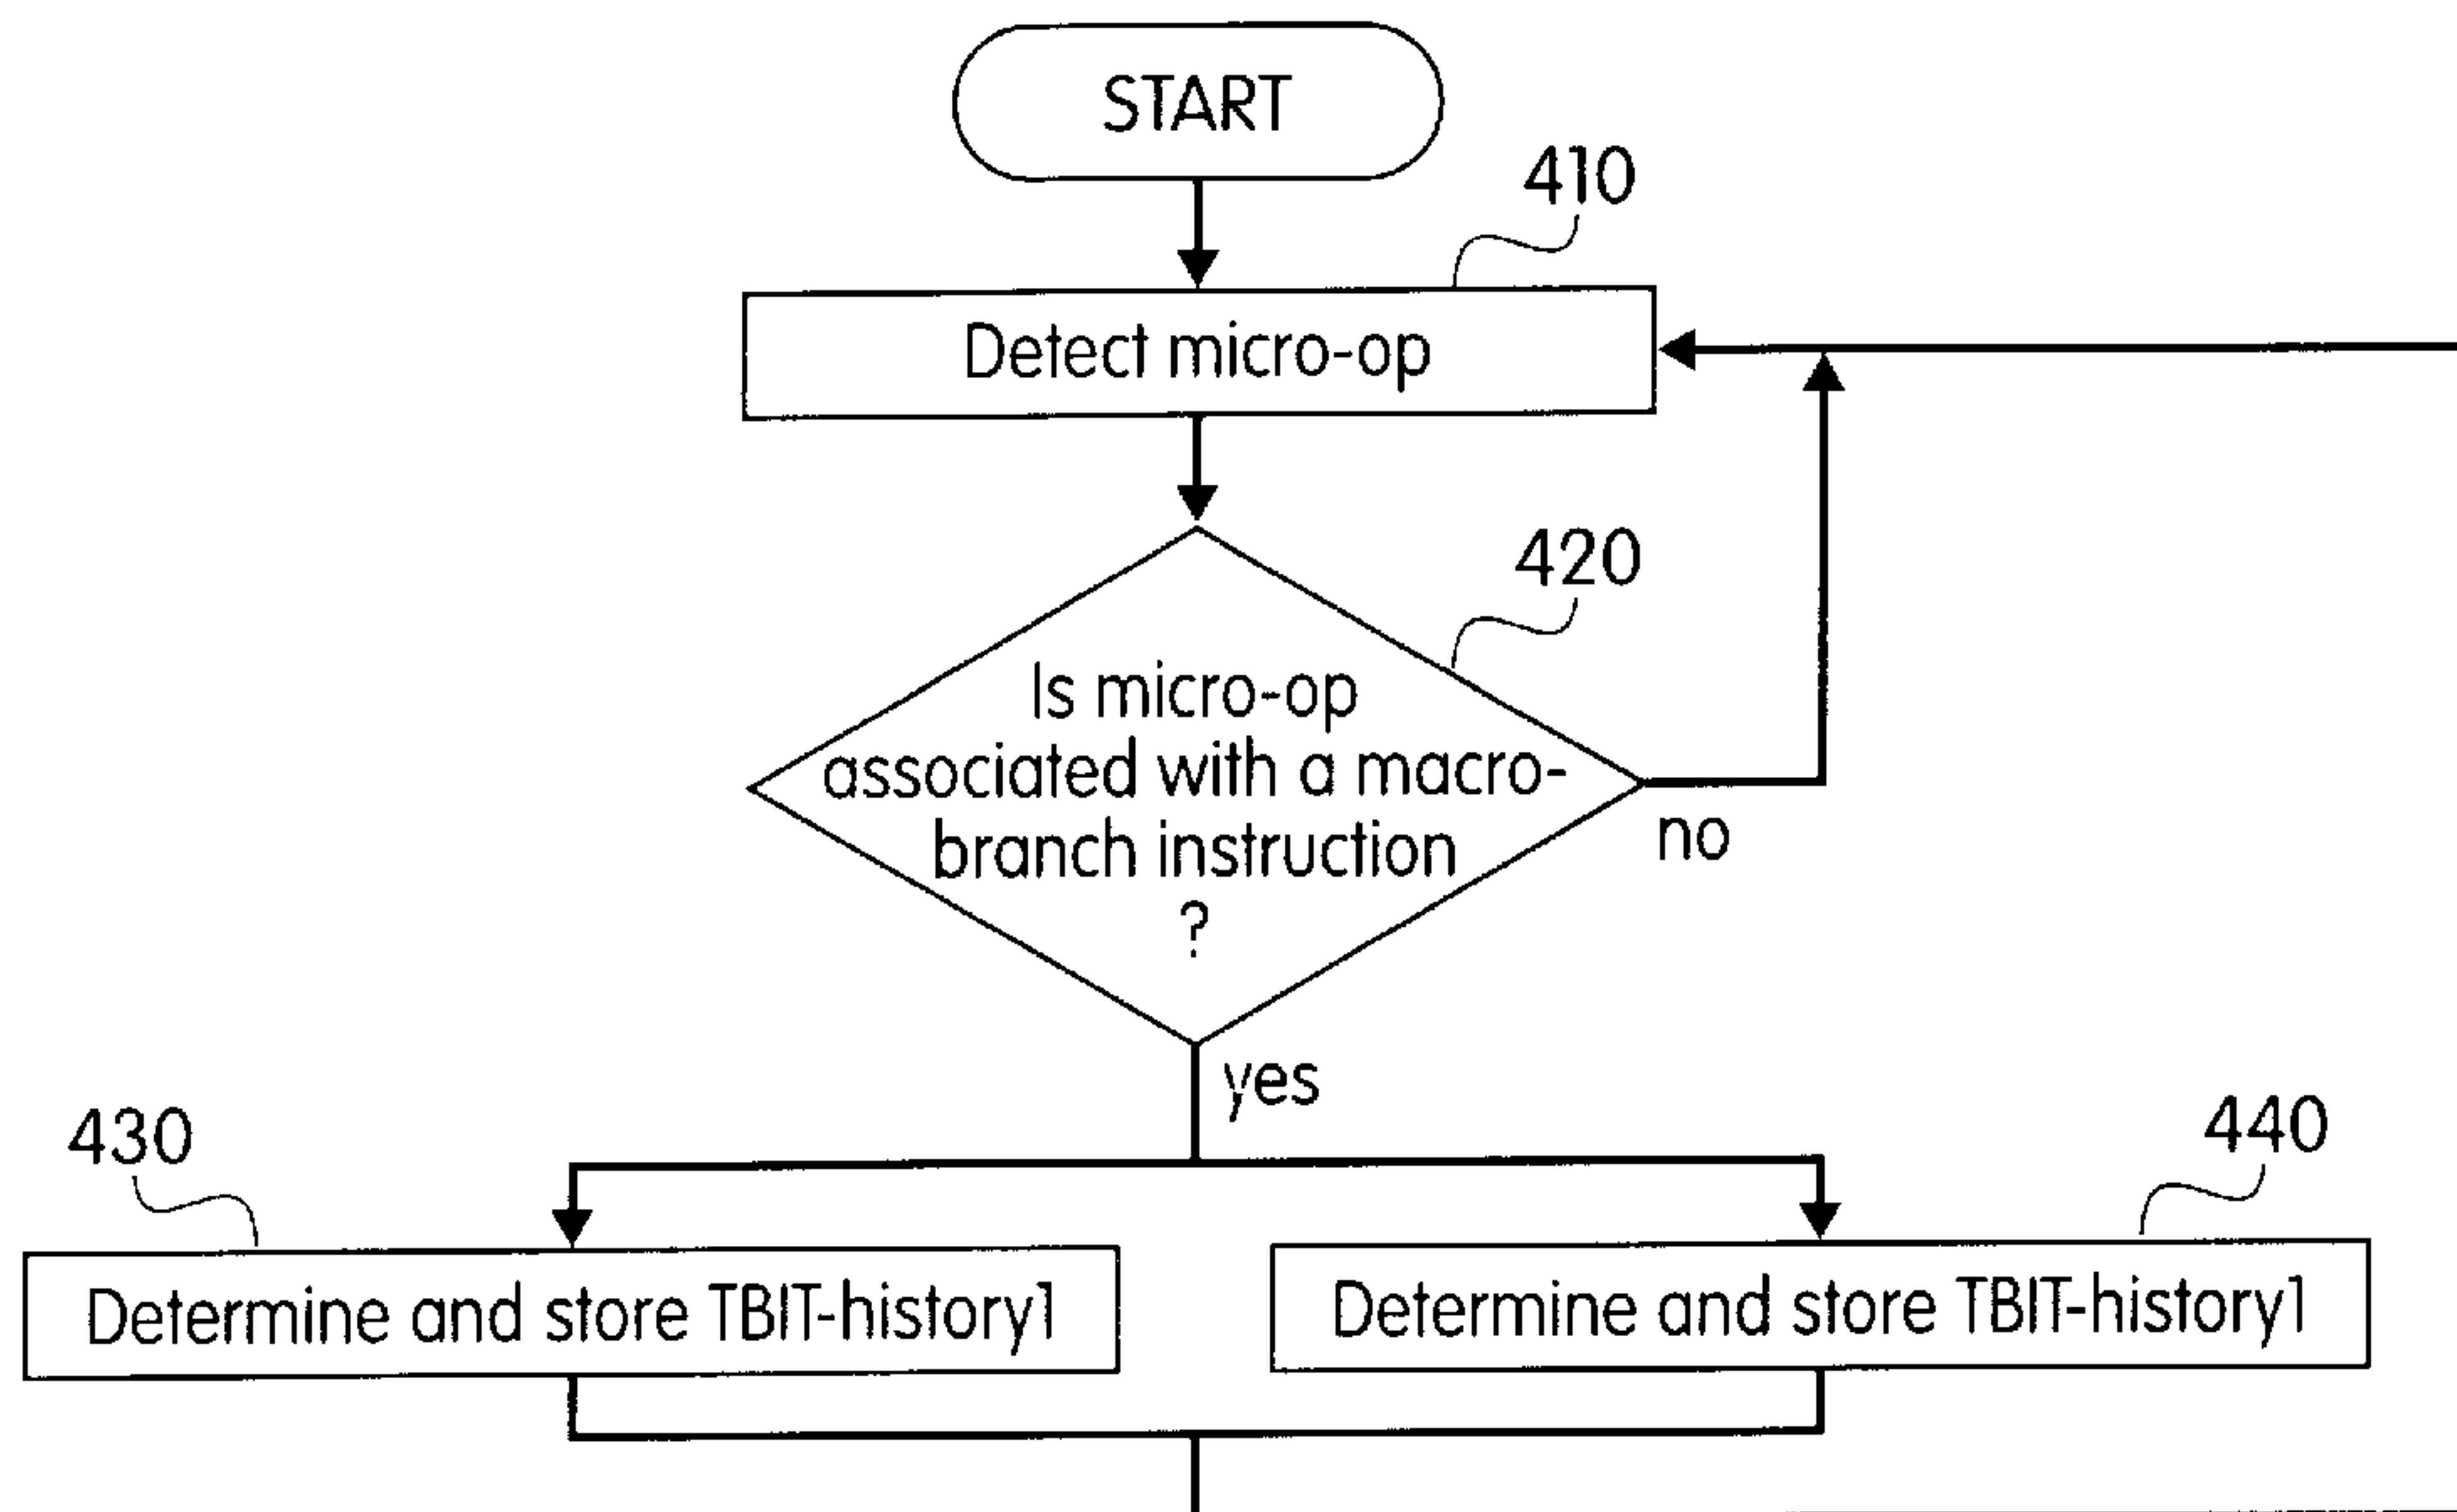 START
410
Detect micro-op
420
Is micro-op
associated with a macro-
branch instruction
?
no
yes
430
440
Determine and store TBIT-history1
Determine and store TBIT-history1